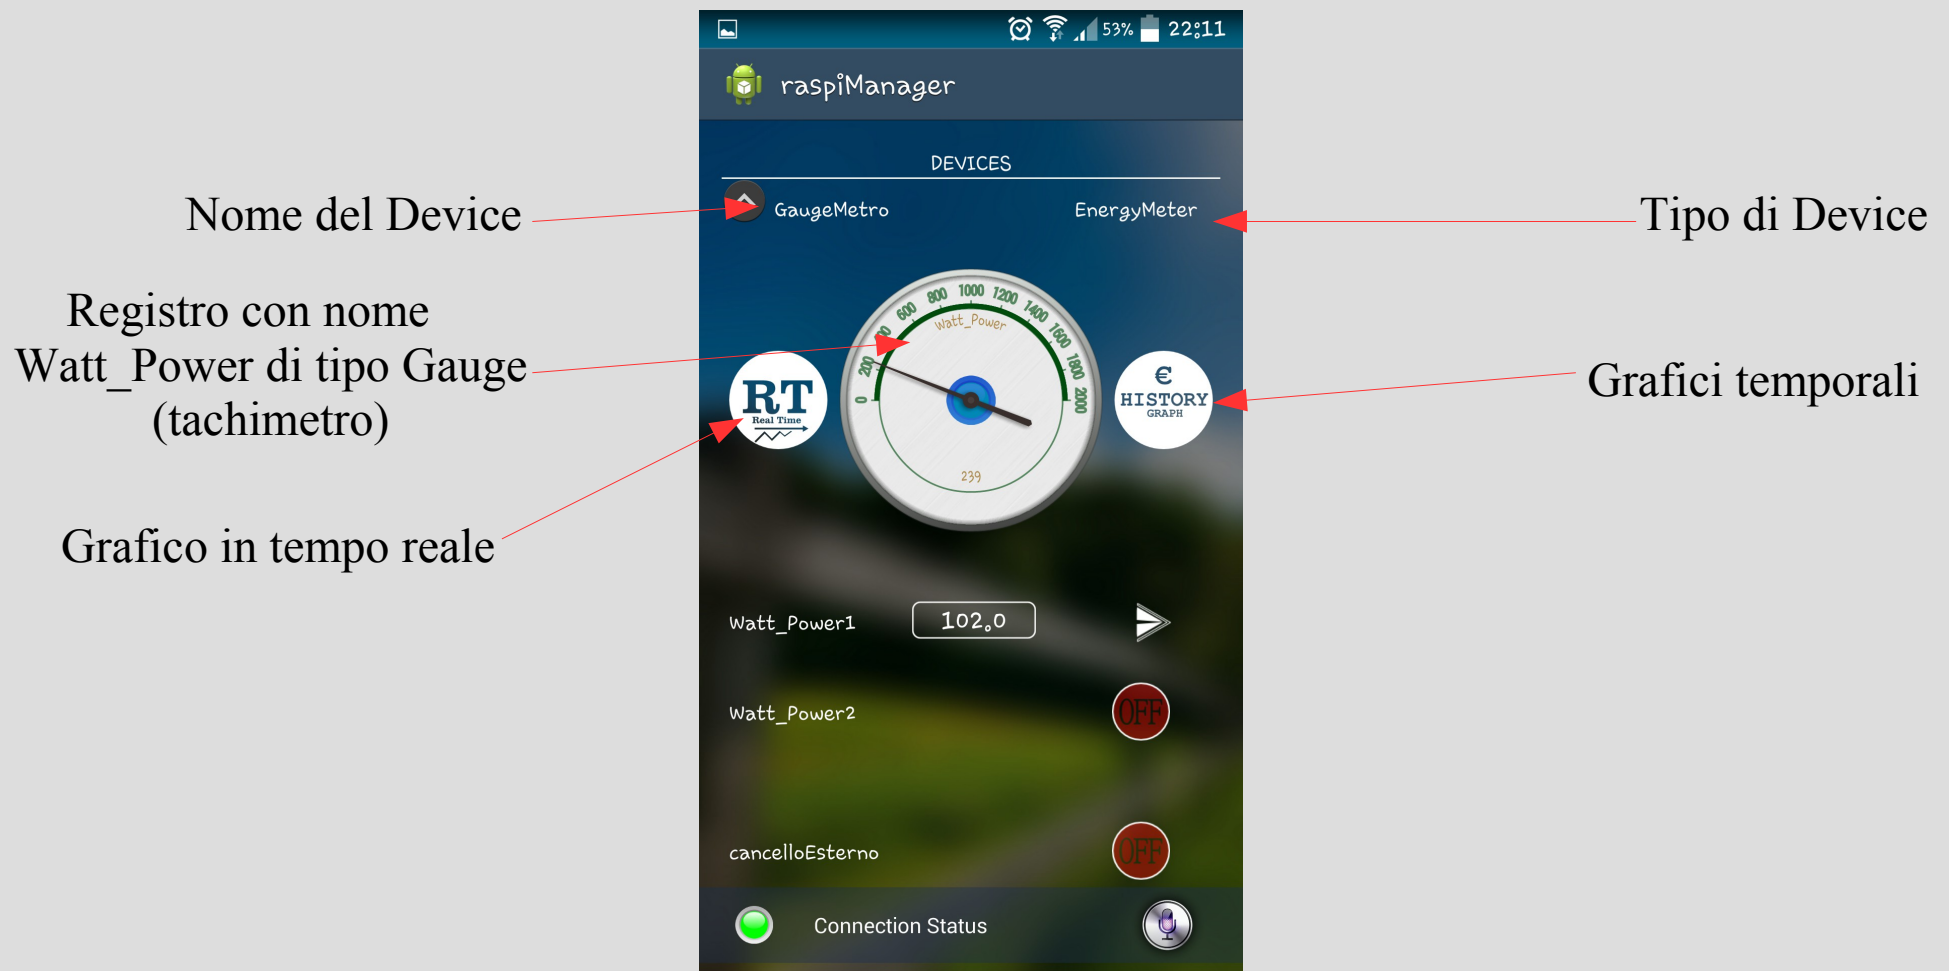 53% 22:11
raspiManager
DEVICES
Nome del Device
GaugeMetro EnergyMeter
Tipo di Device
Registro con nome
Watt_Power di tipo Gauge
(tachimetro)
0 200 600 800 1000 1200 1400 1600 1800 2000
Watt_Power
239
RT
Real Time
€
HISTORY
GRAPH
Grafici temporali
Grafico in tempo reale
Watt_Power1 102.0
Watt_Power2 OFF
cancelloEsterno OFF
Connection Status